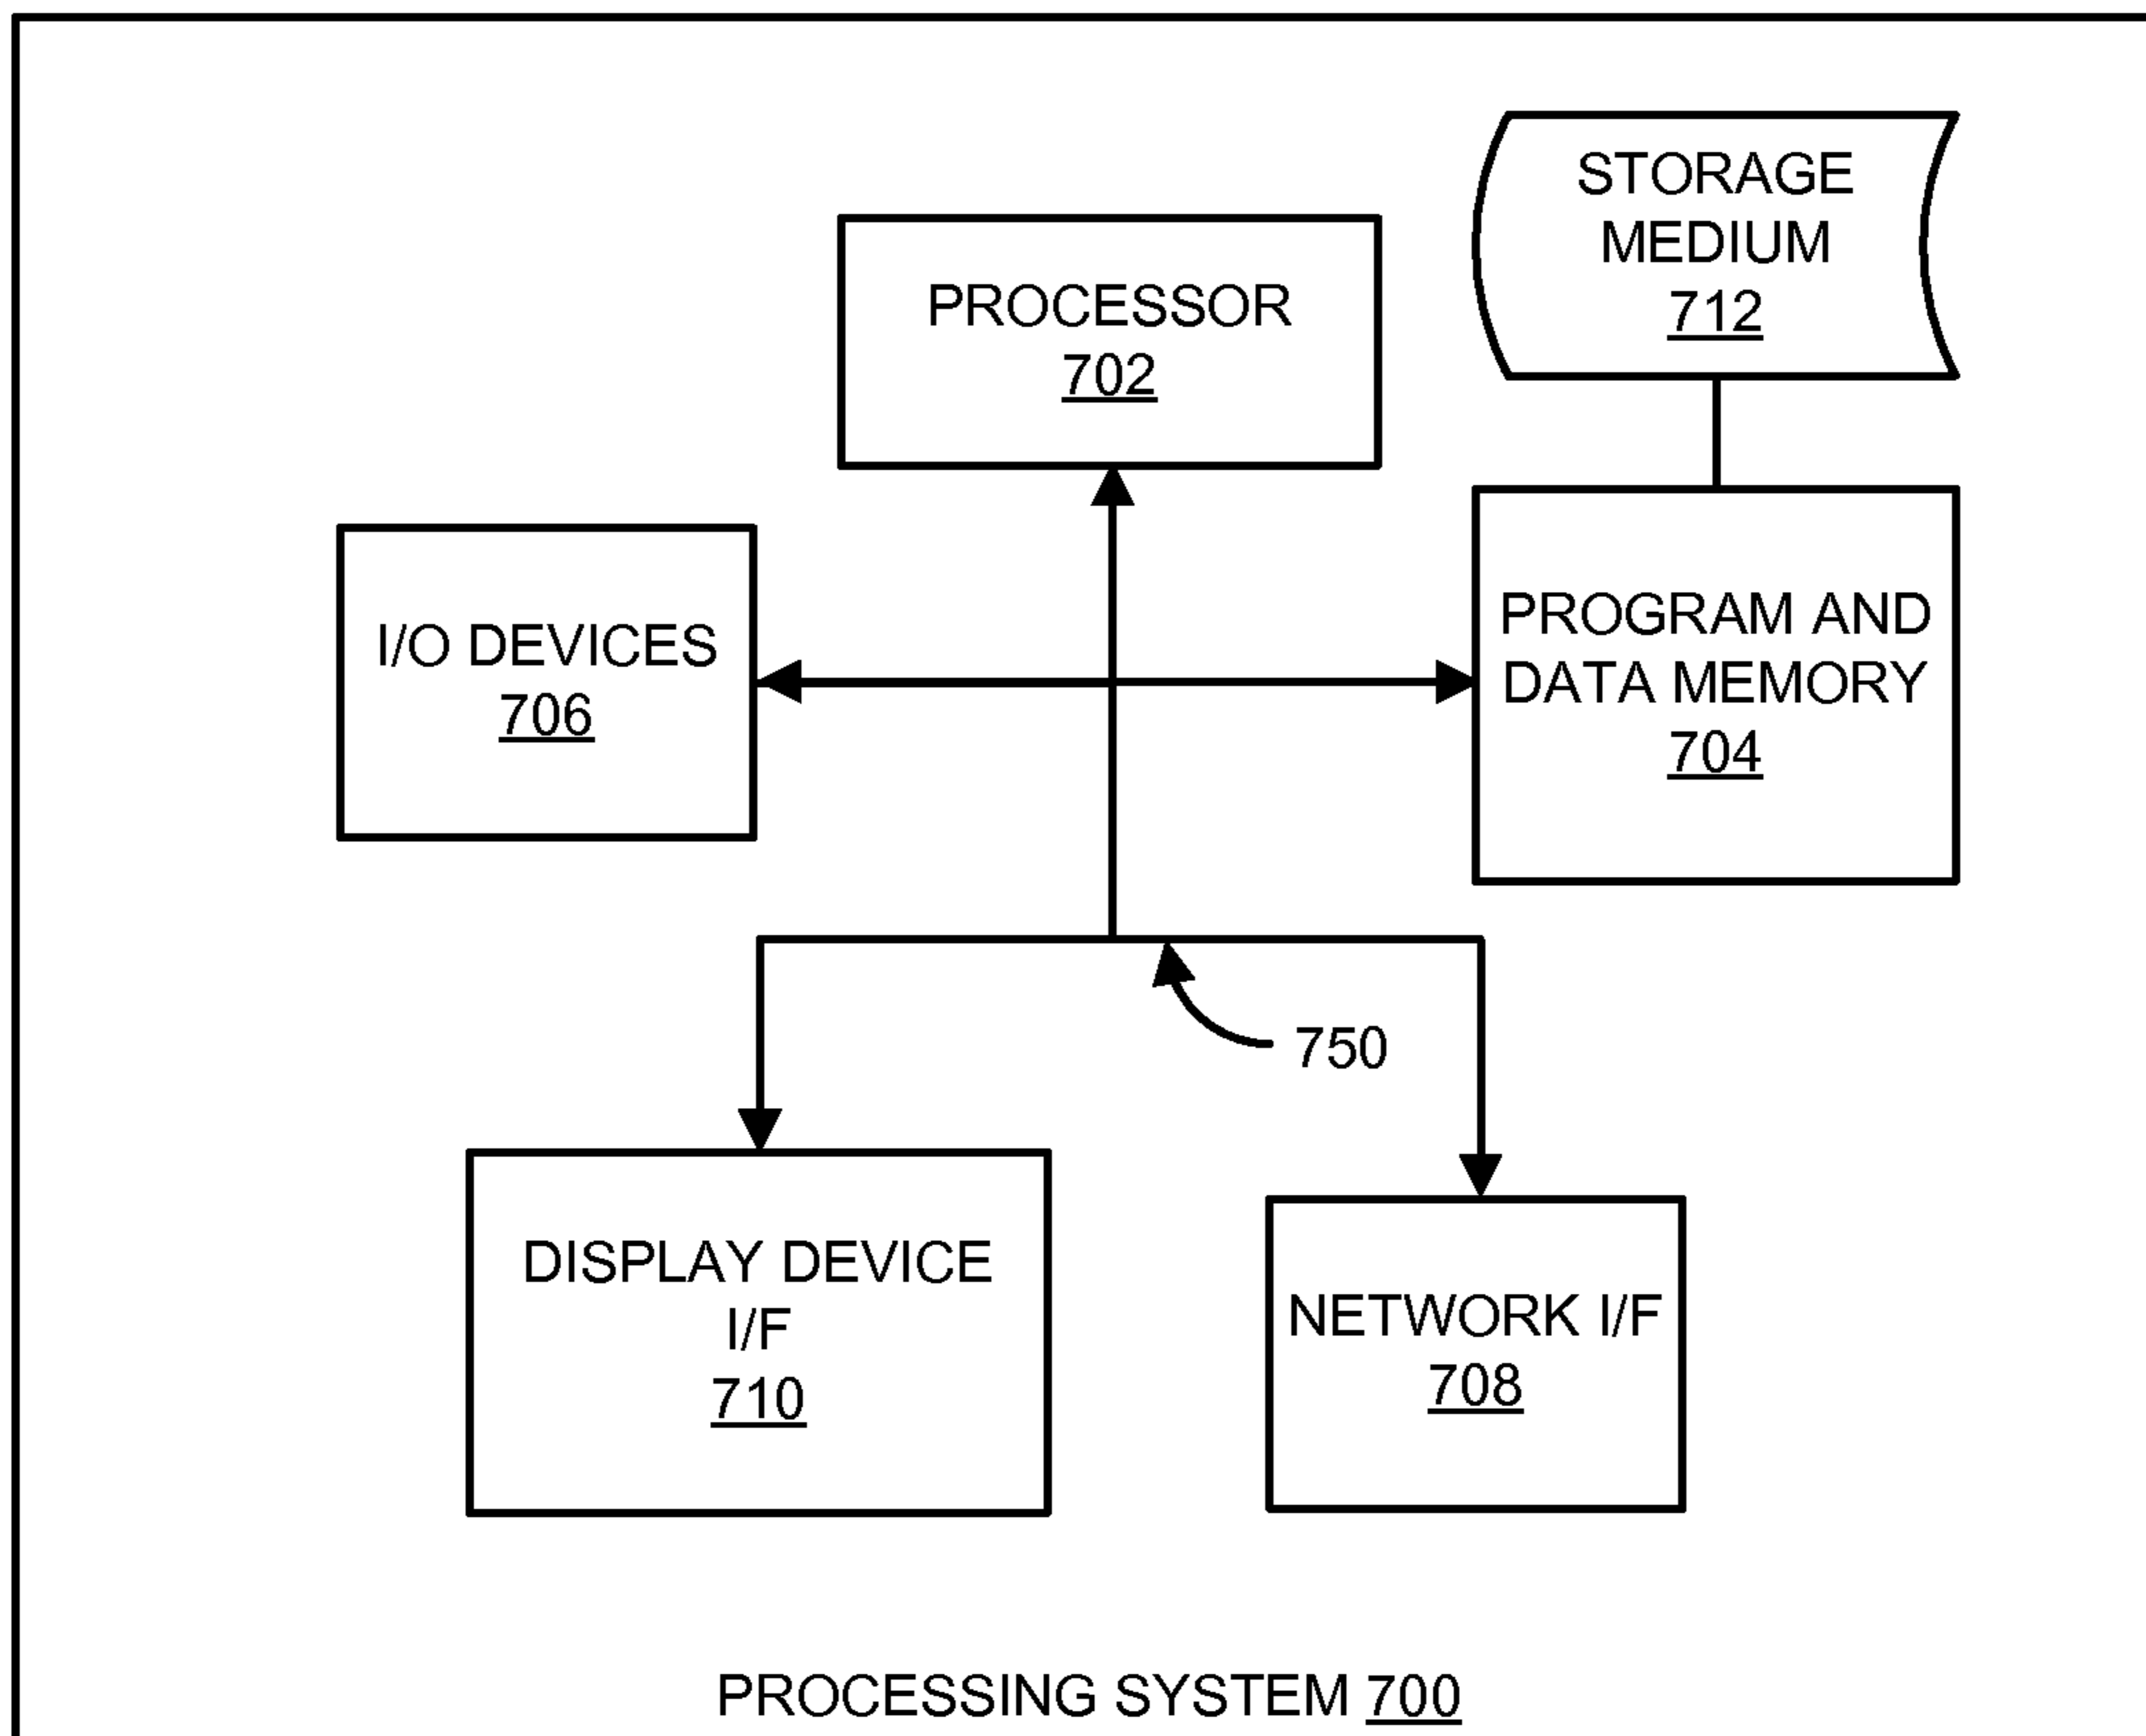 STORAGE
MEDIUM
712
PROCESSOR
702
I/O DEVICES
706
PROGRAM AND
DATA MEMORY
704
750
DISPLAY DEVICE
I/F
710
NETWORK I/F
708
PROCESSING SYSTEM 700